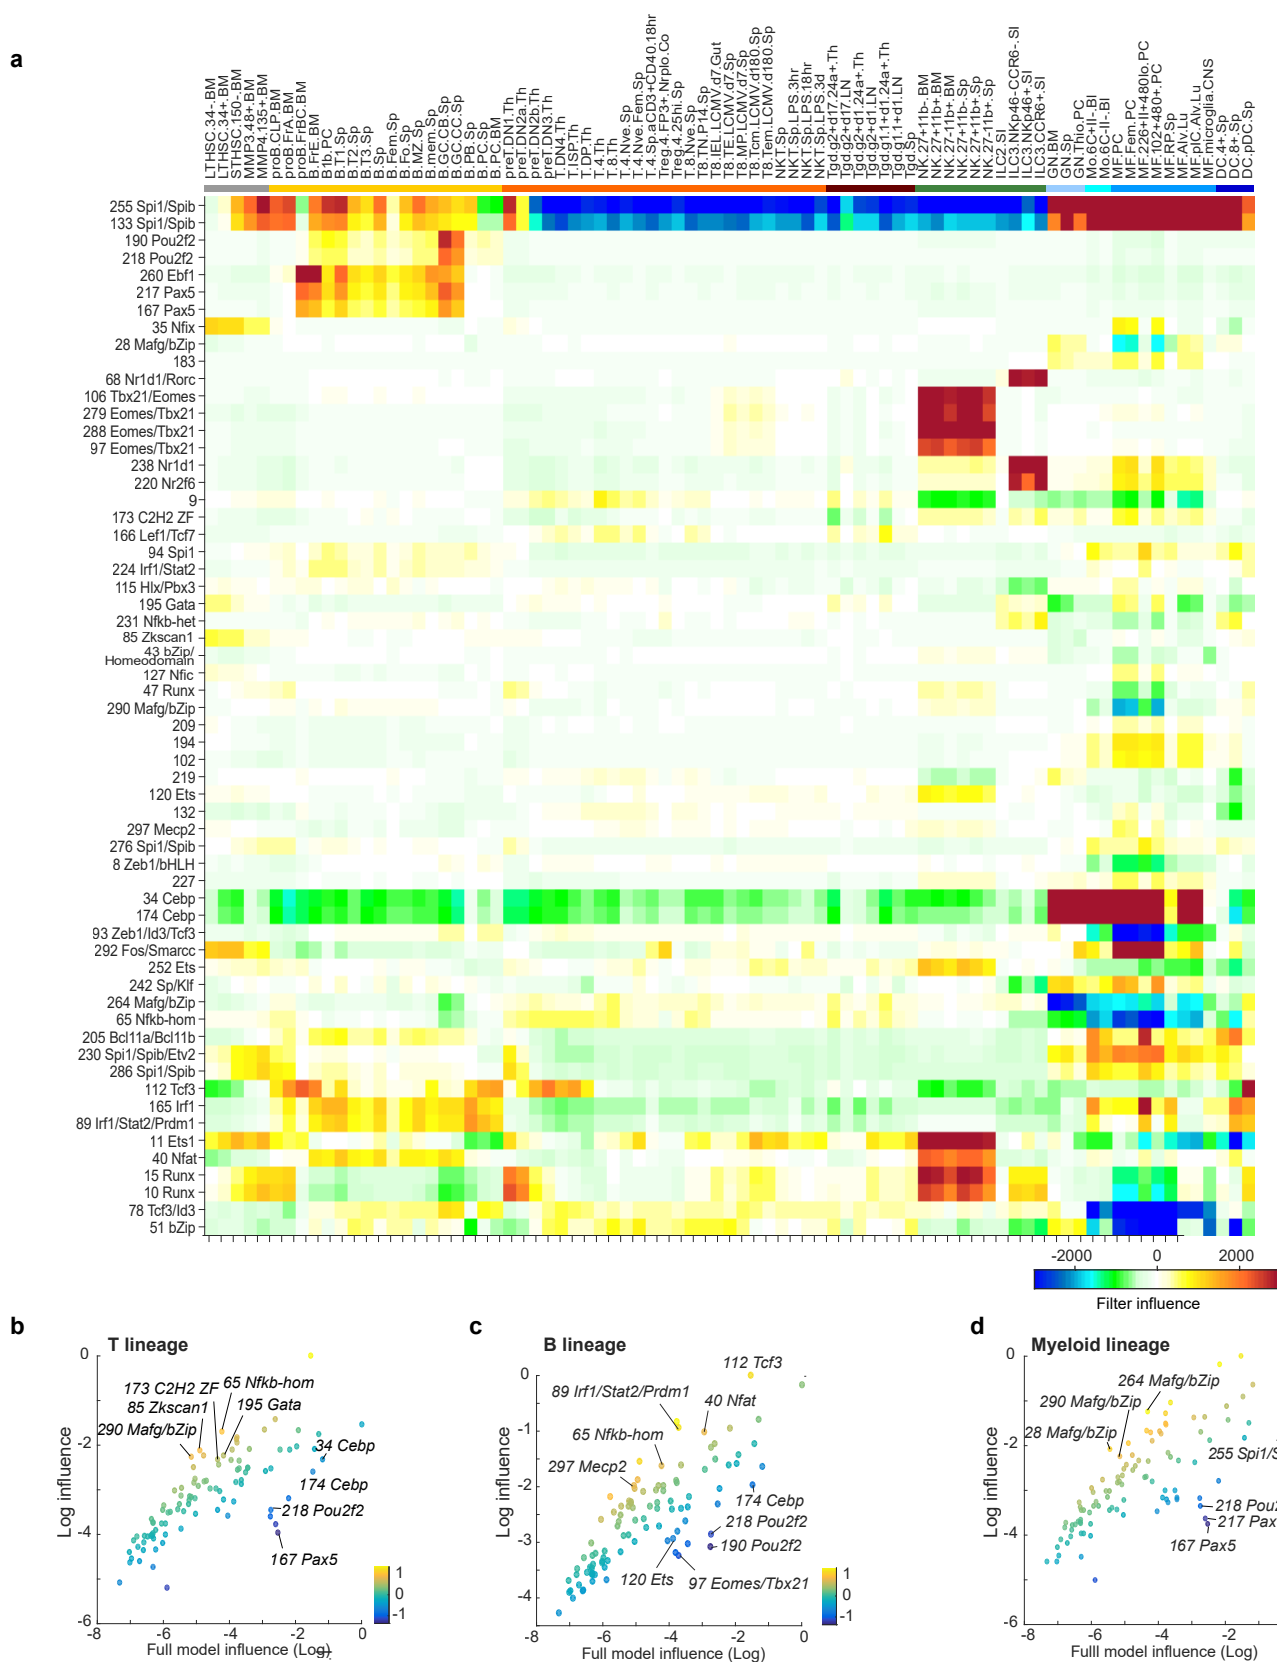 a
LTHSC.34-.BM
LTHSC.34+.BM
STHSC.150-.BM
MMP3.48+.BM
MMP4.135+.BM
proB.CLP.BM
proB.FrA.BM
proB.FrBC.BM
B.FrE.BM
B1b.PC
B.T1.Sp
B.T2.Sp
B.T3.Sp
B.Sp
B.Fem.Sp
B.Fo.Sp
B.MZ.Sp
B.mem.Sp
B.GC.CB.Sp
B.GC.CC.Sp
B.PB.Sp
B.PC.Sp
B.PC.BM
preT.DN1.Th
preT.DN2a.Th
preT.DN2b.Th
preT.DN3.Th
T.DN4.Th
T.ISP.Th
T.DP.Th
T.4.Th
T.8.Th
T.4.Nve.Sp
T.4.Nve.Fem.Sp
T.4.Sp.aCD3+CD40.18hr
Treg.4.FP3+.Nrplo.Co
Treg.4.25hi.Sp
T.8.Nve.Sp
T8.TN.P14.Sp
T8.IEL.LCMV.d7.Gut
T8.TE.LCMV.d7.Sp
T8.MP.LCMV.d7.Sp
T8.Tcm.LCMV.d180.Sp
T8.Tem.LCMV.d180.Sp
NKT.Sp
NKT.Sp.LPS.3hr
NKT.Sp.LPS.18hr
NKT.Sp.LPS.3d
Tgd.g2+d17.24a+.Th
Tgd.g2+d17.LN
Tgd.g2+d1.24a+.Th
Tgd.g2+d1.LN
Tgd.g1.1+d1.24a+.Th
Tgd.g1.1+d1.LN
Tgd.Sp
NK.27+11b-.BM
NK.27+11b+.BM
NK.27-11b+.BM
NK.27+11b-.Sp
NK.27+11b+.Sp
NK.27-11b+.Sp
ILC2.SI
ILC3.NKp46-CCR6-.SI
ILC3.NKp46+.SI
ILC3.CCR6+.SI
GN.BM
GN.Sp
GN.Thio.PC
Mo.6C+II-.Bl
Mo.6C-II-.Bl
MF.PC
MF.Fem.PC
MF.226+II+480lo.PC
MF.102+480+.PC
MF.RP.Sp
MF.Alv.Lu
MF.pIC.Alv.Lu
MF.microglia.CNS
DC.4+.Sp
DC.8+.Sp
DC.pDC.Sp
255 Spi1/Spib
133 Spi1/Spib
190 Pou2f2
218 Pou2f2
260 Ebf1
217 Pax5
167 Pax5
35 Nfix
28 Mafg/bZip
183
68 Nr1d1/Rorc
106 Tbx21/Eomes
279 Eomes/Tbx21
288 Eomes/Tbx21
97 Eomes/Tbx21
238 Nr1d1
220 Nr2f6
9
173 C2H2 ZF
166 Lef1/Tcf7
94 Spi1
224 Irf1/Stat2
115 Hlx/Pbx3
195 Gata
231 Nfkb-het
85 Zkscan1
43 bZip/
Homeodomain
127 Nfic
47 Runx
290 Mafg/bZip
209
194
102
219
120 Ets
132
297 Mecp2
276 Spi1/Spib
8 Zeb1/bHLH
227
34 Cebp
174 Cebp
93 Zeb1/Id3/Tcf3
292 Fos/Smarcc
252 Ets
242 Sp/Klf
264 Mafg/bZip
65 Nfkb-hom
205 Bcl11a/Bcl11b
230 Spi1/Spib/Etv2
286 Spi1/Spib
112 Tcf3
165 Irf1
89 Irf1/Stat2/Prdm1
11 Ets1
40 Nfat
15 Runx
10 Runx
78 Tcf3/Id3
51 bZip
-2000 0 2000
Filter influence
b
T lineage
0
-2
-4
-6
Log influence
173 C2H2 ZF
65 Nfkb-hom
85 Zkscan1
195 Gata
290 Mafg/bZip
34 Cebp
174 Cebp
218 Pou2f2
167 Pax5
1
0
-1
-8 -6 -4 -2 0
Full model influence (Log)
c
B lineage
0
-1
-2
-3
-4
Log influence
112 Tcf3
89 Irf1/Stat2/Prdm1
40 Nfat
65 Nfkb-hom
297 Mecp2
174 Cebp
218 Pou2f2
190 Pou2f2
120 Ets
97 Eomes/Tbx21
1
0
-1
-8 -6 -4 -2 0
Full model influence (Log)
d
Myeloid lineage
0
-2
-4
-6
Log influence
264 Mafg/bZip
290 Mafg/bZip
28 Mafg/bZip
255 Spi1/S
218 Pou2
217 Pax
167 Pax5
-8 -6 -4 -2
Fulll model influence (Log)